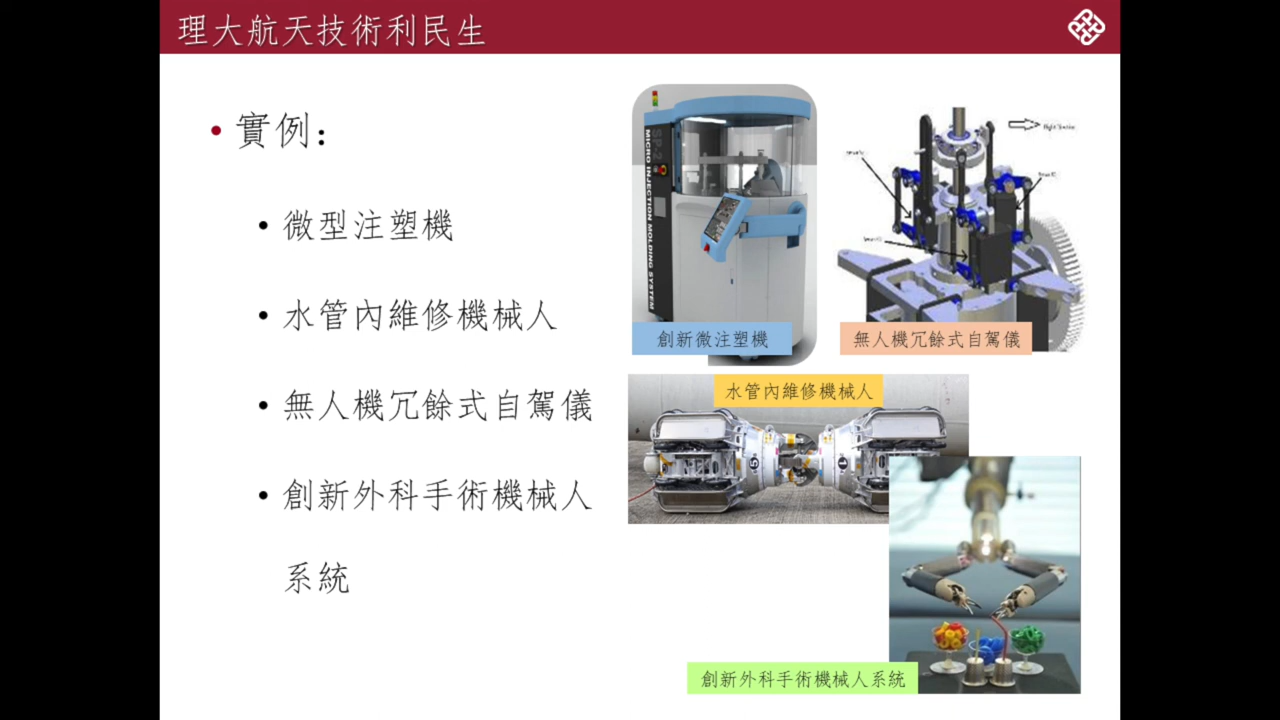 理大航天技術利民生
實例：
微型注塑機
水管內維修機械人
無人機冗餘式自駕儀
創新外科手術機械人
系統
SP-2
MICRO INJECTION MOLDING SYSTEM
創新微注塑機
無人機冗餘式自駕儀
水管內維修機械人
創新外科手術機械人系統